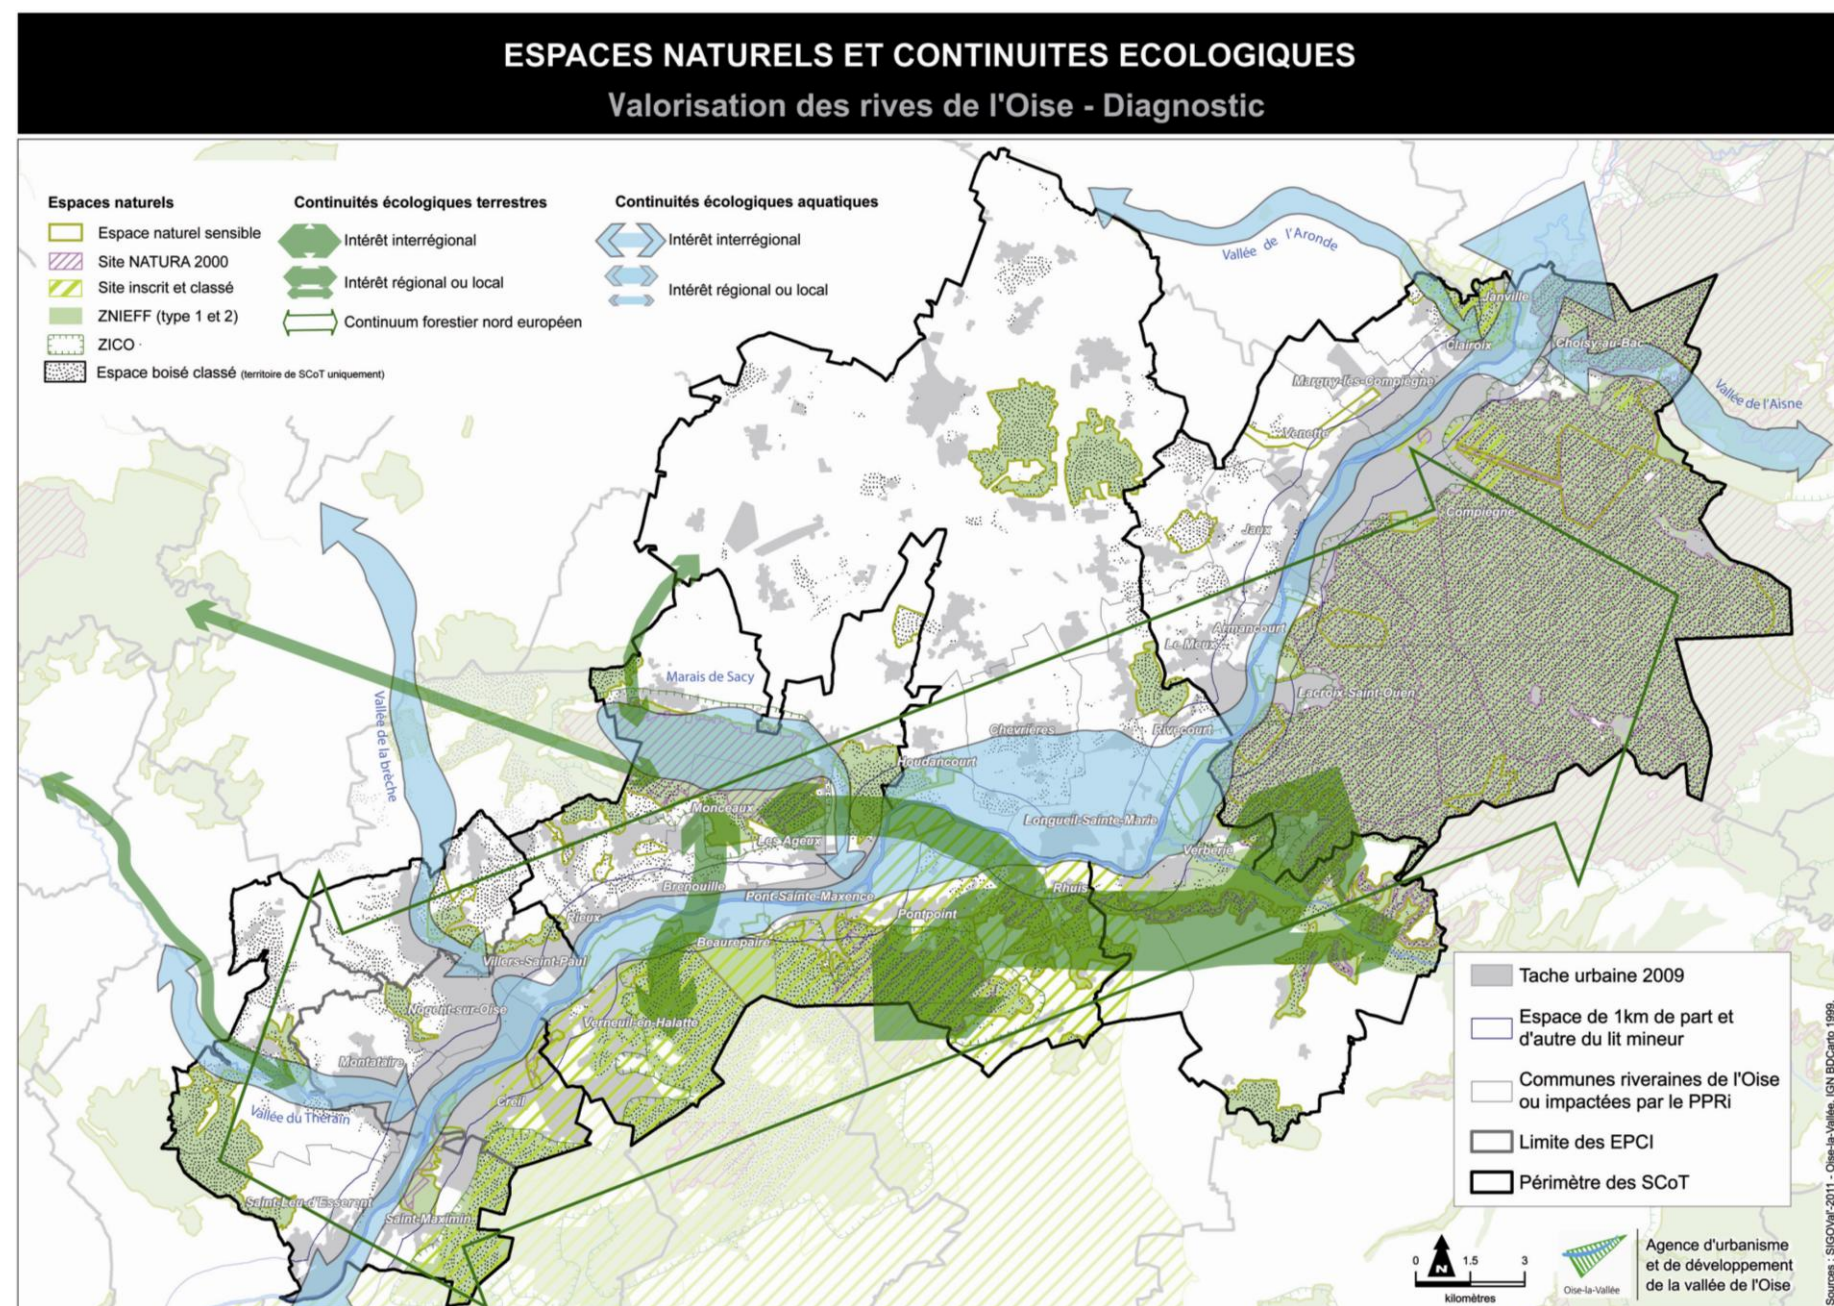 ESPACES NATURELS ET CONTINUITES ECOLOGIQUES
Valorisation des rives de l'Oise - Diagnostic
Espaces naturels
Espace naturel sensible
Site NATURA 2000
Site inscrit et classé
ZNIEFF (type 1 et 2)
ZICO
Espace boisé classé (territoire de SCoT uniquement)
Continuités écologiques terrestres
Intérêt interrégional
Intérêt régional ou local
Continuum forestier nord européen
Continuités écologiques aquatiques
Intérêt interrégional
Intérêt régional ou local
Vallée de l'Aronde
Janville
Clairoix
Choisy-au-Bac
Margny-lès-Compiègne
Vallée de l'Aisne
Venette
Compiègne
Jaux
Armancourt
Le Meux
Lacroix-Saint-Ouen
Marais de Sacy
Vallée de la brèche
Chevrières
Rivecourt
Houdancourt
Monceaux
Longueil-Sainte-Marie
Les Ageux
Verberie
Brenouille
Pont-Sainte-Maxence
Rhuis
Rieux
Pontpoint
Beaurepaire
Villers-Saint-Paul
Nogent-sur-Oise
Verneuil-en-Halatte
Montataire
Creil
Vallée du Thérain
Saint-Leu-d'Esserent
Saint-Maximin
Tache urbaine 2009
Espace de 1km de part et
d'autre du lit mineur
Communes riveraines de l'Oise
ou impactées par le PPRi
Limite des EPCI
Périmètre des SCoT
0 1.5 3
N
kilomètres
Oise-la-Vallée
Agence d'urbanisme
et de développement
de la vallée de l'Oise
Sources : SIGOVal'-2011 - Oise-la-Vallée, IGN BDCarto 1999.